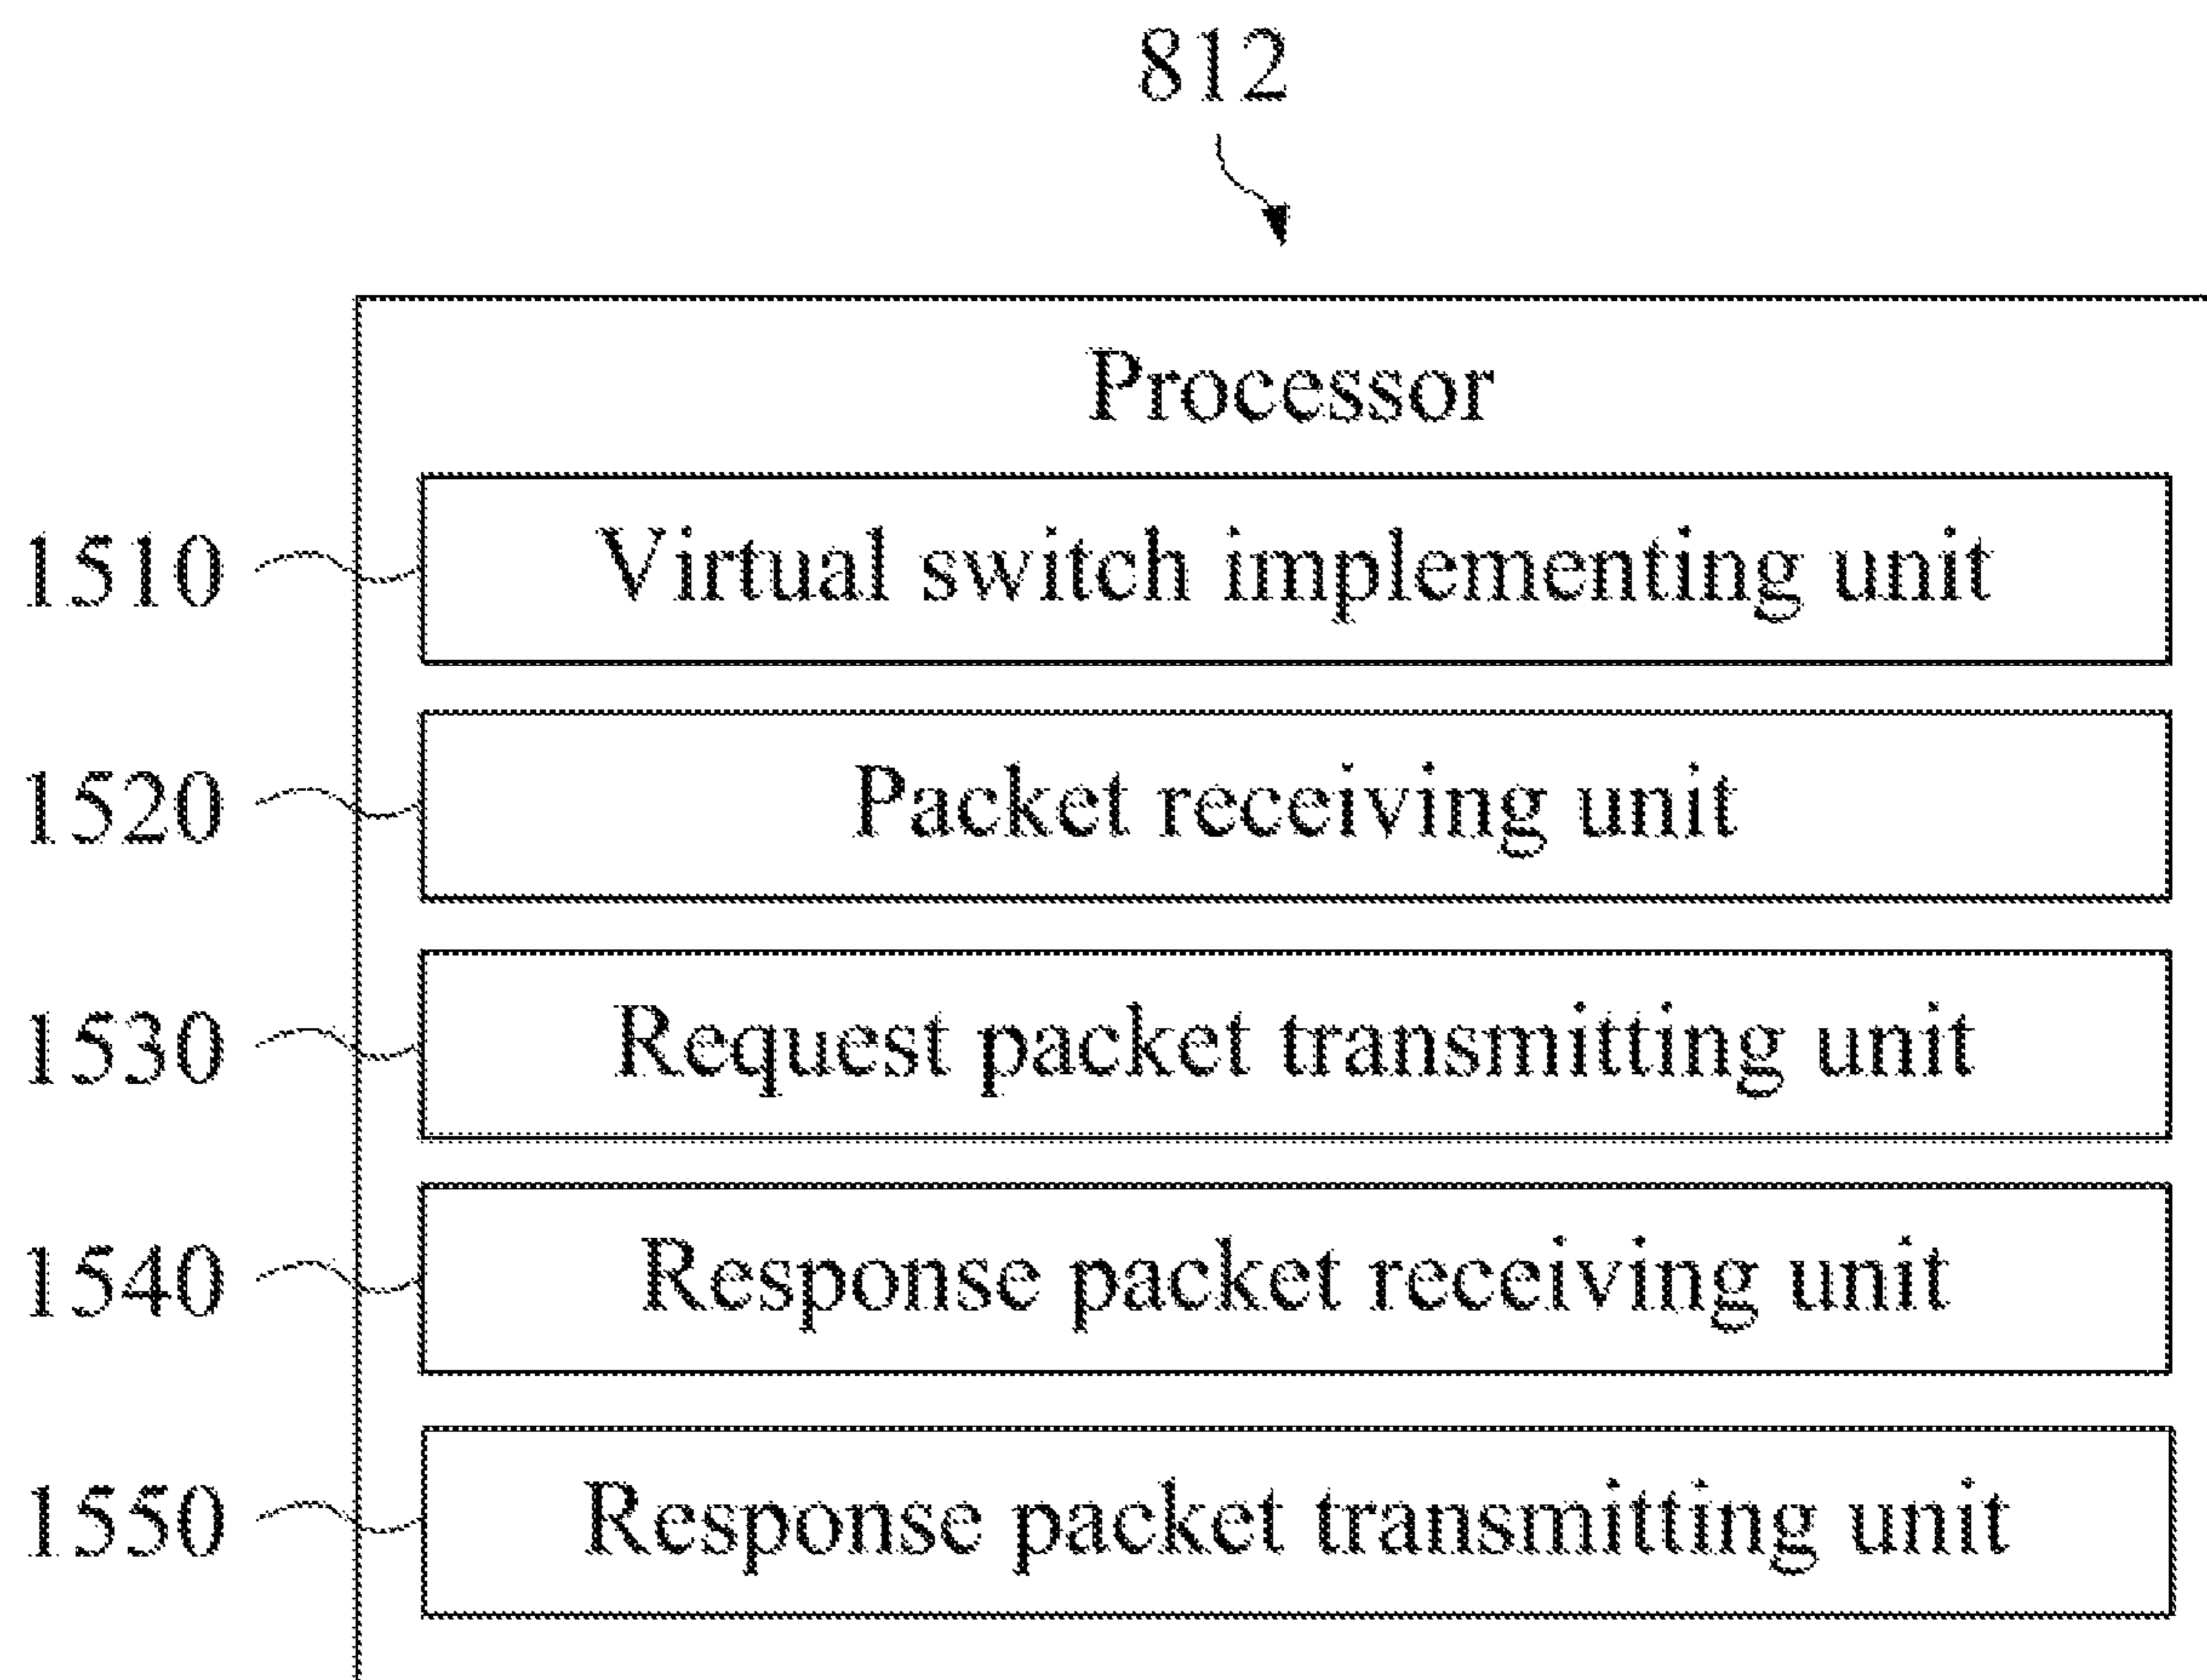 812
Processor
1510 Virtual switch implementing unit
1520 Packet receiving unit
1530 Request packet transmitting unit
1540 Response packet receiving unit
1550 Response packet transmitting unit